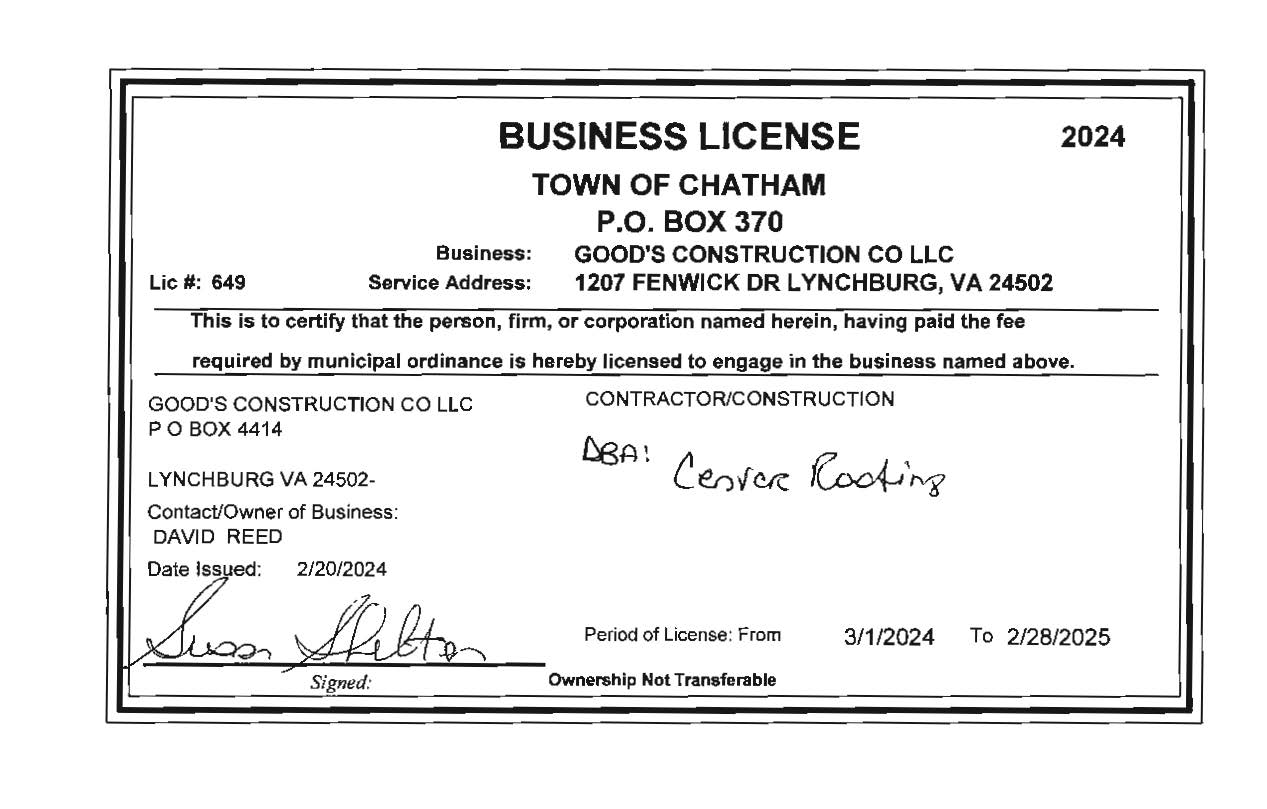 BUSINESS LICENSE 2024
TOWN OF CHATHAM
P.O. BOX 370
Business: GOOD'S CONSTRUCTION CO LLC
Lic #: 649 Service Address: 1207 FENWICK DR LYNCHBURG, VA 24502
This is to certify that the person, firm, or corporation named herein, having paid the fee
required by municipal ordinance is hereby licensed to engage in the business named above.
GOOD'S CONSTRUCTION CO LLC
P O BOX 4414
LYNCHBURG VA 24502-
Contact/Owner of Business:
DAVID REED
Date Issued: 2/20/2024
CONTRACTOR/CONSTRUCTION
DBA: Cenvar Roofing
Susan Shelton
Signed:
Period of License: From 3/1/2024 To 2/28/2025
Ownership Not Transferable